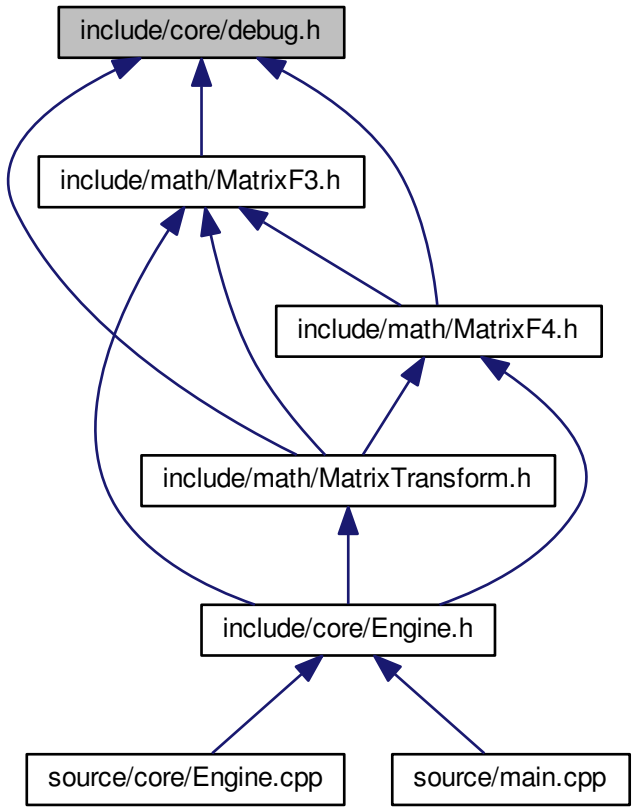 include/core/debug.h
include/math/MatrixF3.h
include/math/MatrixF4.h
include/math/MatrixTransform.h
include/core/Engine.h
source/core/Engine.cpp
source/main.cpp